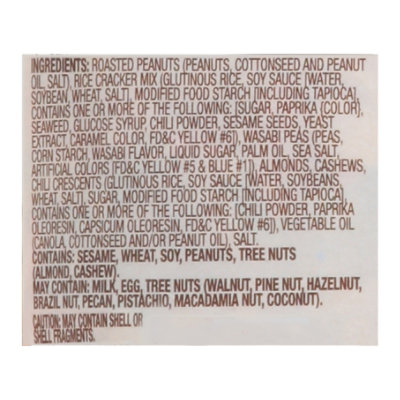 INGREDIENTS: ROASTED PEANUTS (PEANUTS, COTTONSEED AND PEANUT
OIL, SALT), RICE CRACKER MIX (GLUTINOUS RICE, SOY SAUCE [WATER,
SOYBEAN, WHEAT, SALT], MODIFIED FOOD STARCH [INCLUDING TAPIOCA],
CONTAINS ONE OR MORE OF THE FOLLOWING: [SUGAR, PAPRIKA (COLOR),
SEAWEED, GLUCOSE SYRUP, CHILI POWDER, SESAME SEEDS, YEAST
EXTRACT, CARAMEL COLOR, FD&C YELLOW #6]), WASABI PEAS (PEAS,
CORN STARCH, WASABI FLAVOR, LIQUID SUGAR, PALM OIL, SEA SALT,
ARTIFICIAL COLORS [FD&C YELLOW #5 & BLUE #1]), ALMONDS, CASHEWS,
CHILI CRESCENTS (GLUTINOUS RICE, SOY SAUCE [WATER, SOYBEANS,
WHEAT, SALT], SUGAR, MODIFIED FOOD STARCH [INCLUDING TAPIOCA],
CONTAINS ONE OR MORE OF THE FOLLOWING: [CHILI POWDER, PAPRIKA
OLEORESIN, CAPSICUM OLEORESIN, FD&C YELLOW #6]), VEGETABLE OIL
(CANOLA, COTTONSEED AND/OR PEANUT OIL), SALT.
CONTAINS: SESAME, WHEAT, SOY, PEANUTS, TREE NUTS
(ALMOND, CASHEW).
MAY CONTAIN: MILK, EGG, TREE NUTS (WALNUT, PINE NUT, HAZELNUT,
BRAZIL NUT, PECAN, PISTACHIO, MACADAMIA NUT, COCONUT).
CAUTION: MAY CONTAIN SHELL OR
SHELL FRAGMENTS.